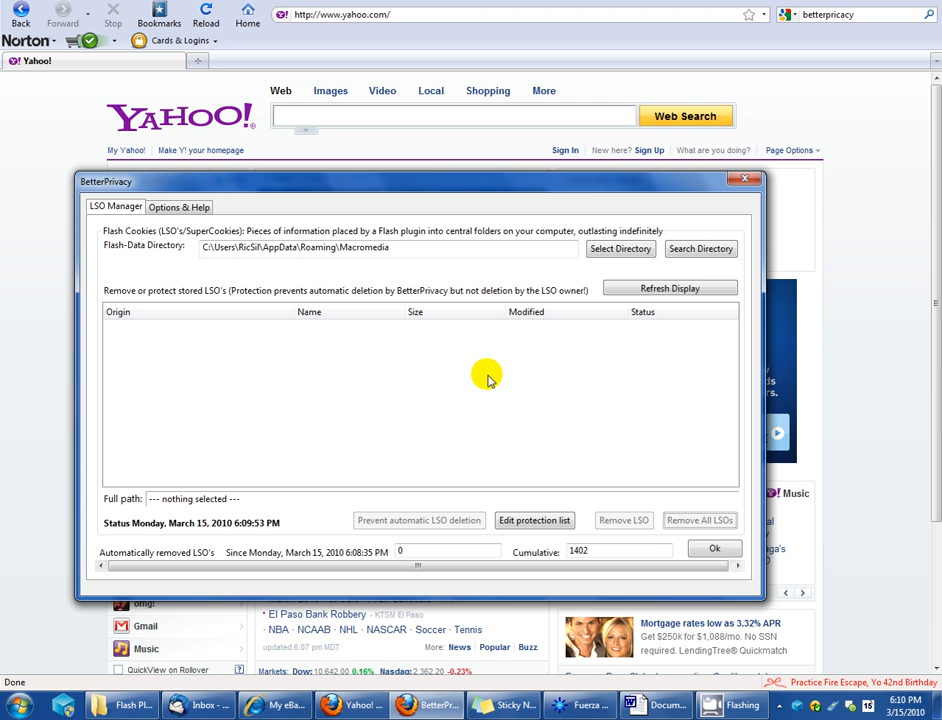 Back Forward Stop Bookmarks Reload Home http://www.yahoo.com/ betterpricacy
Norton Cards & Logins
Yahoo!
Web Images Video Local Shopping More
YAHOO! Web Search
My Yahoo! Make Y! your homepage Sign In New here? Sign Up What are you doing? Page Options
BetterPrivacy
LSO Manager Options & Help
Flash Cookies (LSO's/SuperCookies): Pieces of information placed by a Flash plugin into central folders on your computer, outlasting indefinitely
Flash-Data Directory: C:\Users\RicSil\AppData\Roaming\Macromedia Select Directory Search Directory
Remove or protect stored LSO's (Protection prevents automatic deletion by BetterPrivacy but not deletion by the LSO owner!) Refresh Display
Origin Name Size Modified Status
ds
rs.
Full path: --- nothing selected ---
Y! Music
Status Monday, March 15, 2010 6:09:53 PM Prevent automatic LSO deletion Edit protection list Remove LSO Remove All LSOs
al
ga's
Automatically removed LSO's Since Monday, March 15, 2010 6:08:35 PM 0 Cumulative: 1402 Ok
omg!
El Paso Bank Robbery - KTSM El Paso
Gmail
· NBA · NCAAB · NHL · NASCAR · Soccer · Tennis
Mortgage rates low as 3.32% APR
Get $250k for $1,088/mo. No SSN
required. LendingTree® Quickmatch
Music
updated 6:07 pm MDT More: News Popular Buzz
QuickView on Rollover ?
Markets: Dow: 10,642.00 0.16% Nasdaq: 2,362.20 -0.23%
Done Practice Fire Escape, Yo 42nd Birthday
Flash Pl... Inbox - ... My eBa... Yahoo! ... BetterPr... Sticky N... Fuerza ... Docum... Flashing 15 6:10 PM
3/15/2010